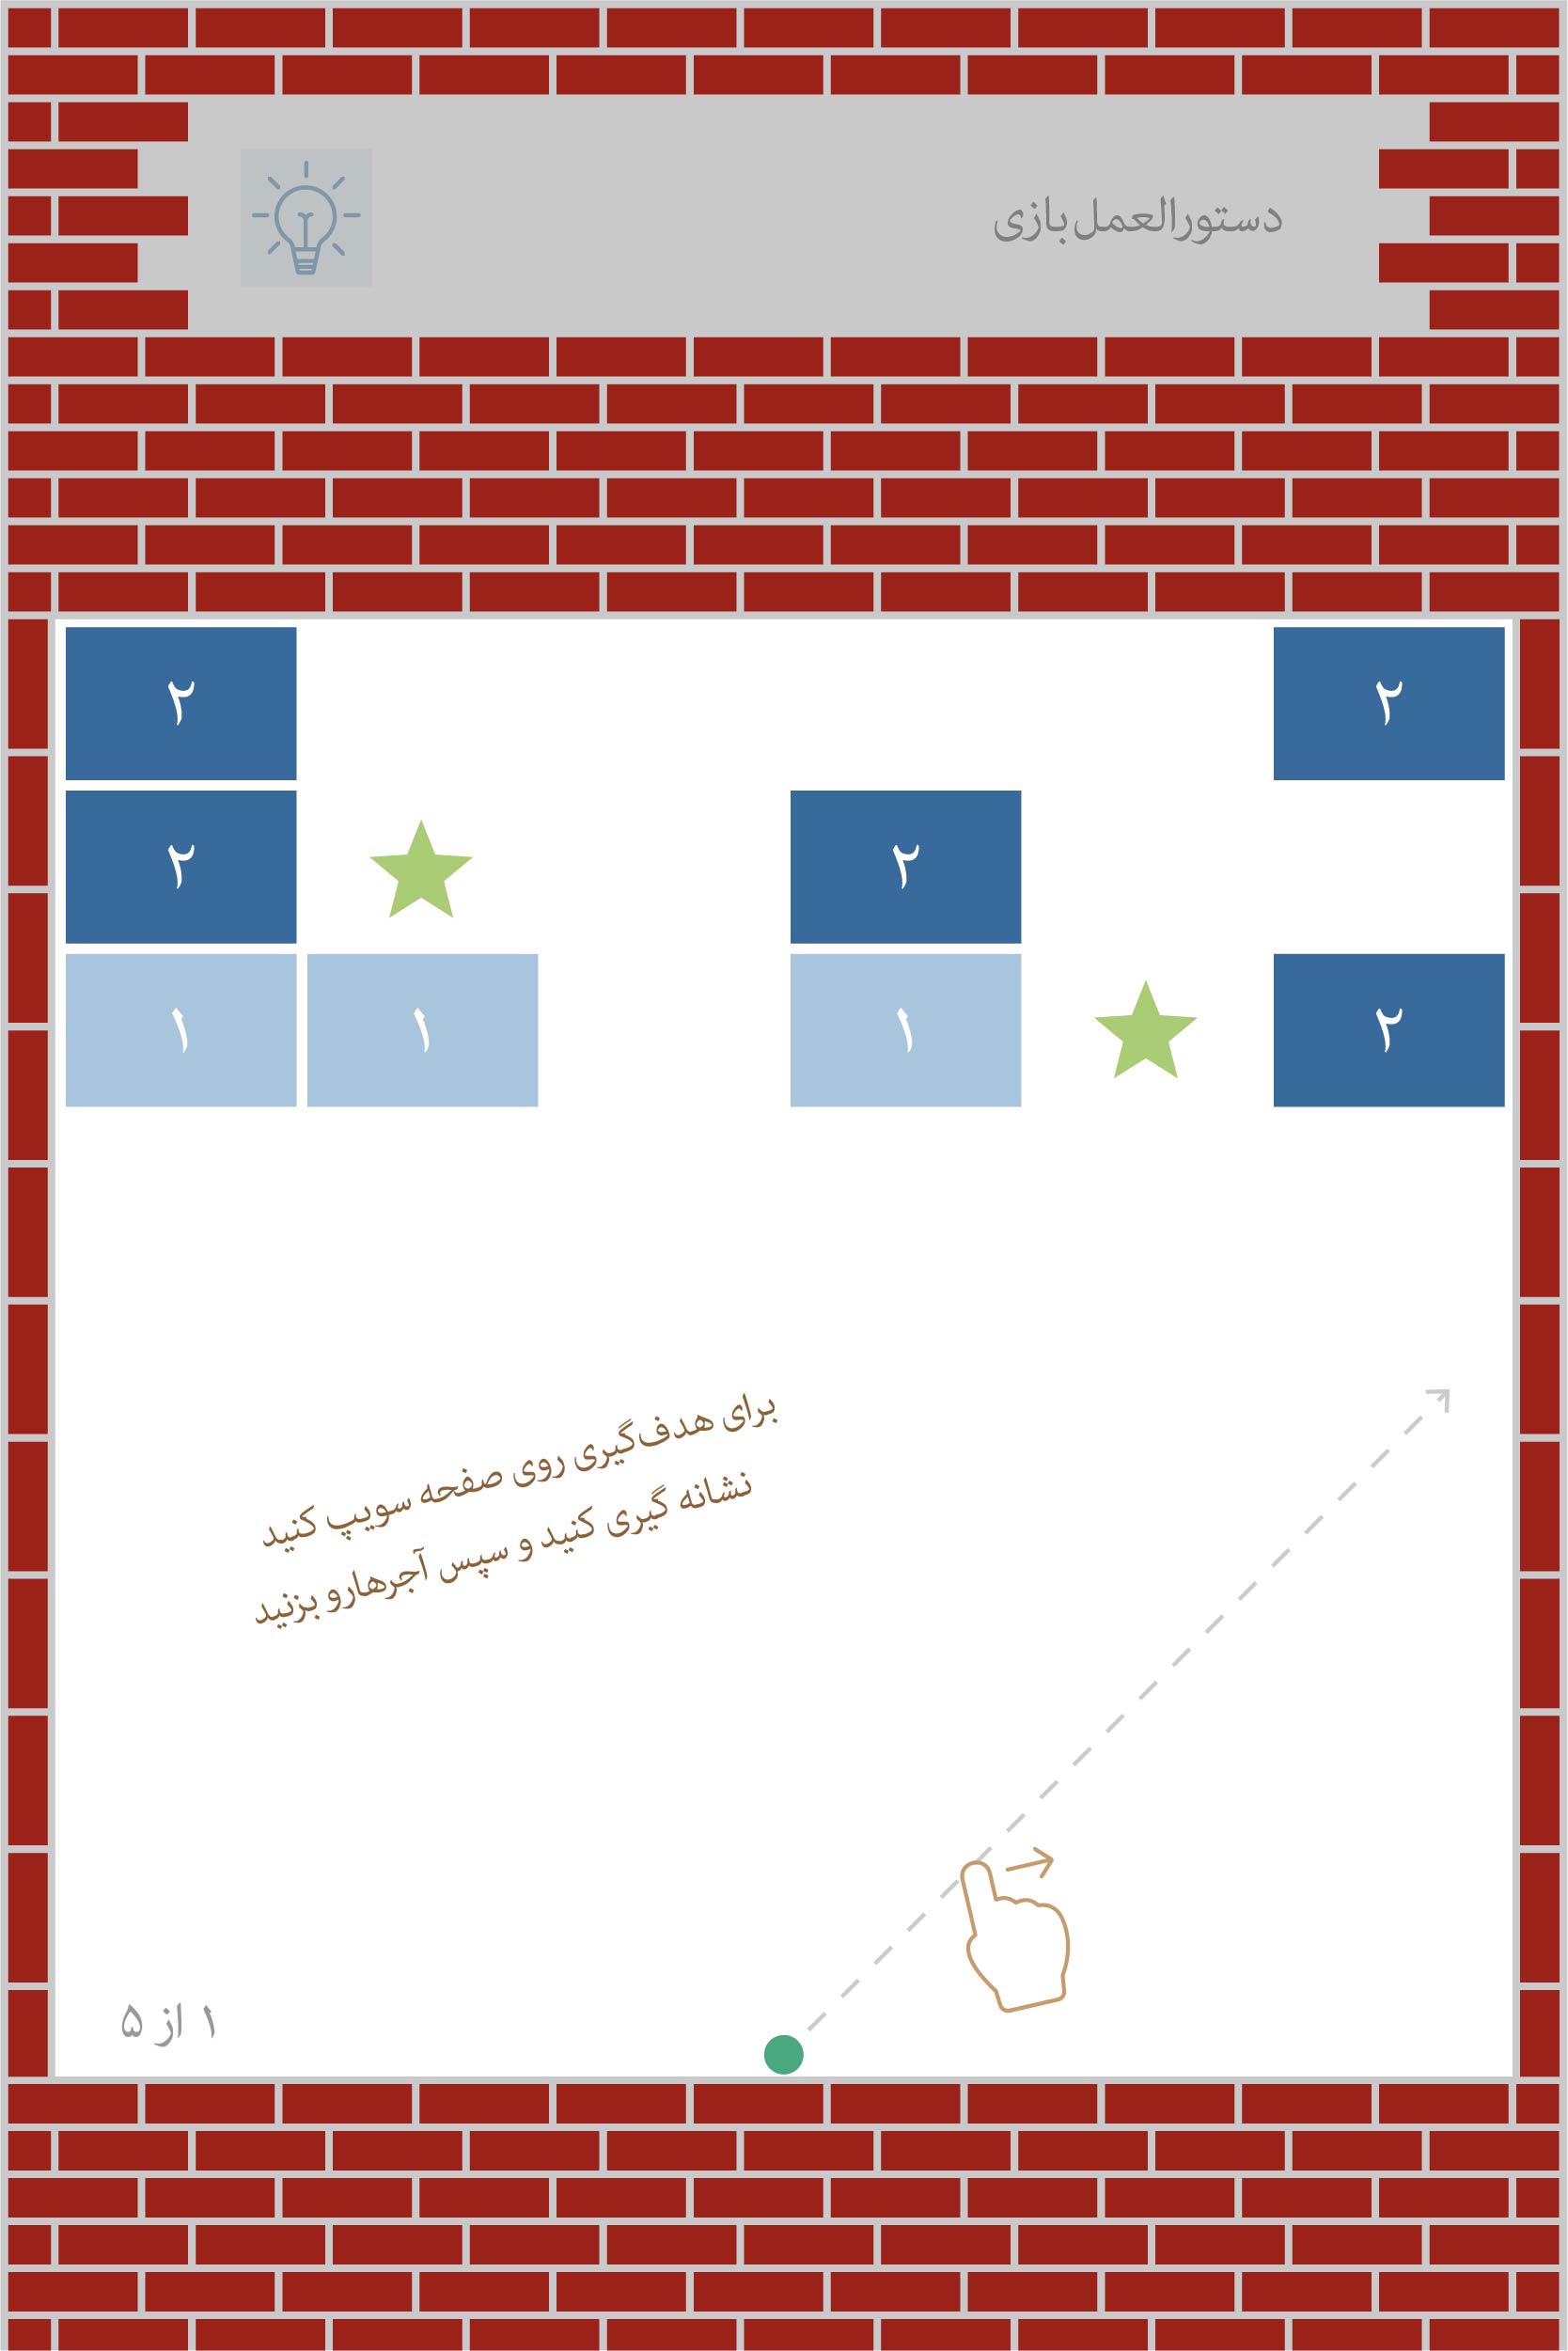 دستورالعمل بازی
۲
۲
۲
۲
۱
۱
۱
۲
برای هدف‌گیری روی صفحه سویپ کنید
نشانه گیری کنید و سپس آجرهارو بزنید
۱ از ۵